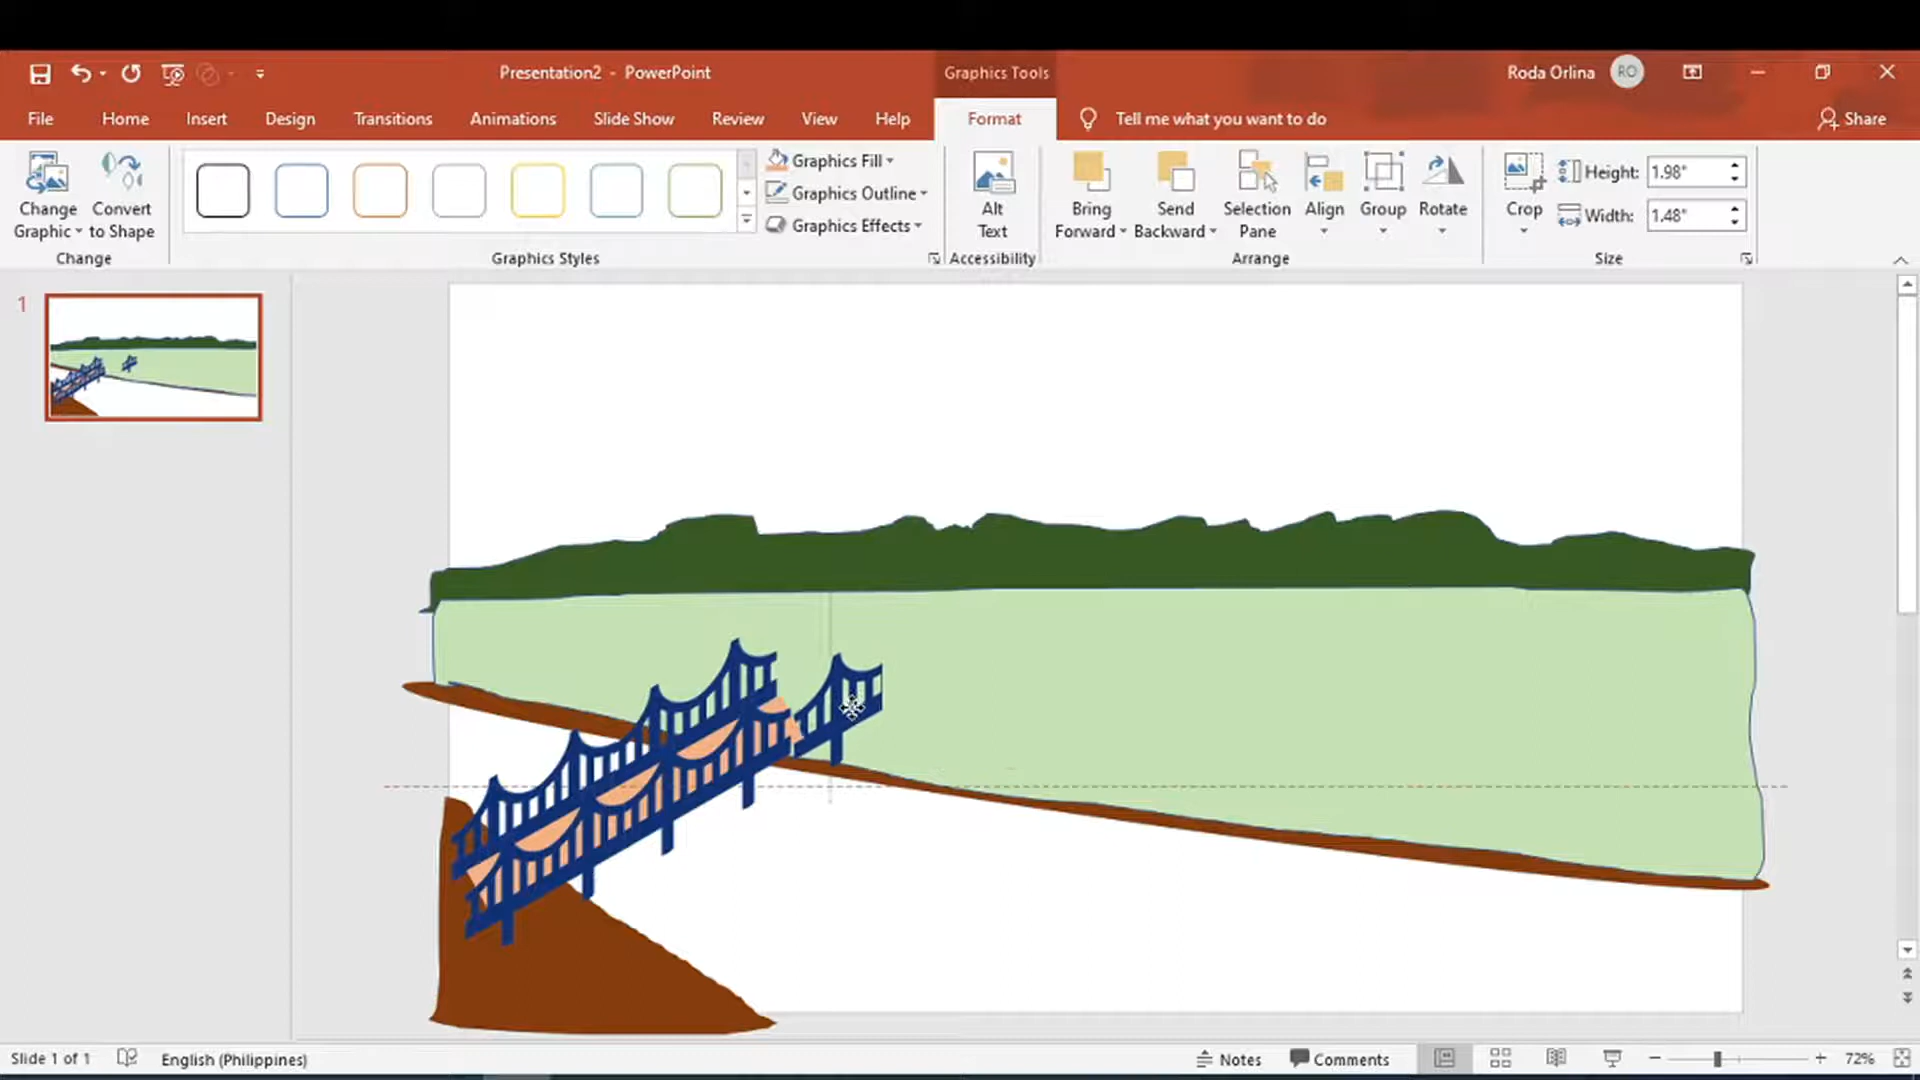 Presentation2 - PowerPoint
Graphics Tools
Roda Orlina RO
File Home Insert Design Transitions Animations Slide Show Review View Help Format Tell me what you want to do Share
Change Graphic
Convert to Shape
Change
Graphics Fill
Graphics Outline
Graphics Effects
Graphics Styles
Alt Text
Accessibility
Bring Forward
Send Backward
Selection Pane
Align
Group
Rotate
Arrange
Crop
Height: 1.98"
Width: 1.48"
Size
1
Slide 1 of 1 English (Philippines) Notes Comments 72%